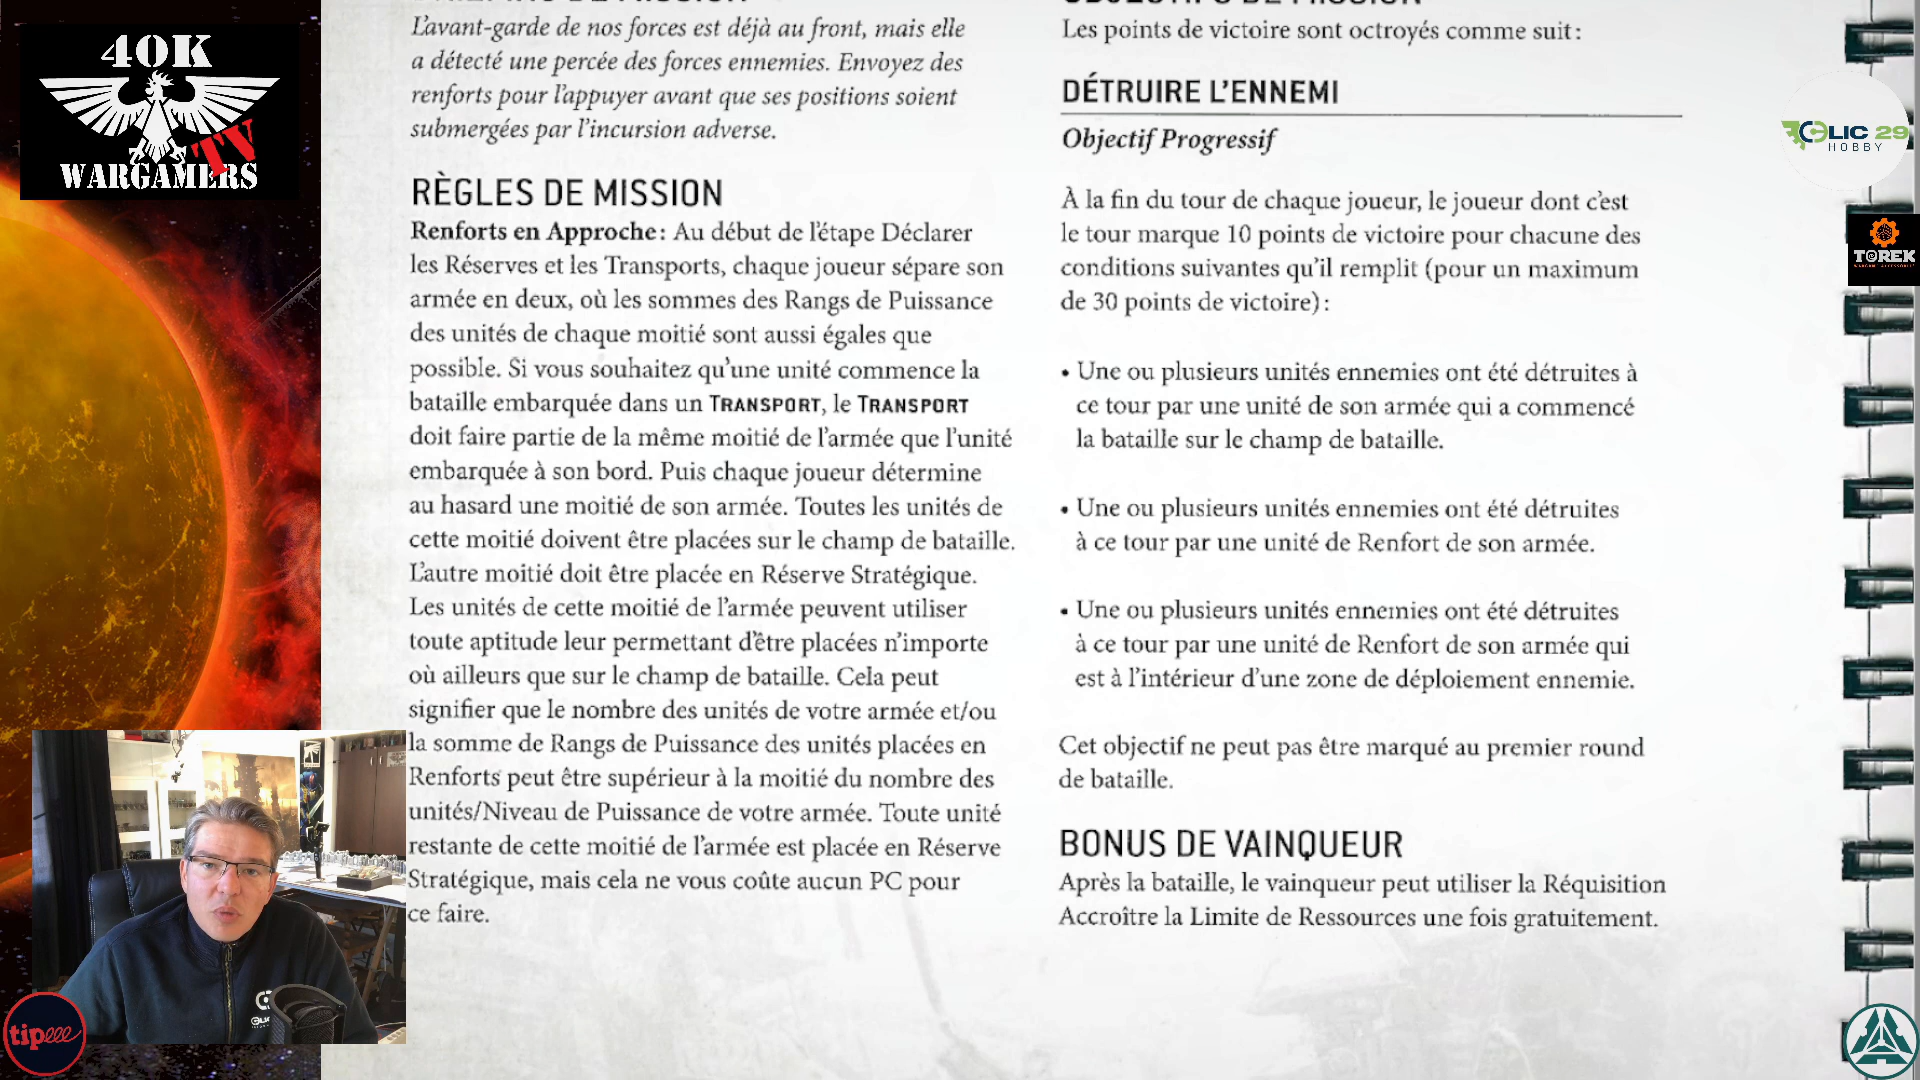 40K
TV
WARGAMERS
L'avant-garde de nos forces est déjà au front, mais elle
a détecté une percée des forces ennemies. Envoyez des
renforts pour l'appuyer avant que ses positions soient
submergées par l'incursion adverse.
RÈGLES DE MISSION
Renforts en Approche : Au début de l'étape Déclarer
les Réserves et les Transports, chaque joueur sépare son
armée en deux, où les sommes des Rangs de Puissance
des unités de chaque moitié sont aussi égales que
possible. Si vous souhaitez qu'une unité commence la
bataille embarquée dans un TRANSPORT, le TRANSPORT
doit faire partie de la même moitié de l'armée que l'unité
embarquée à son bord. Puis chaque joueur détermine
au hasard une moitié de son armée. Toutes les unités de
cette moitié doivent être placées sur le champ de bataille.
L'autre moitié doit être placée en Réserve Stratégique.
Les unités de cette moitié de l'armée peuvent utiliser
toute aptitude leur permettant d'être placées n'importe
où ailleurs que sur le champ de bataille. Cela peut
signifier que le nombre des unités de votre armée et/ou
la somme de Rangs de Puissance des unités placées en
Renforts peut être supérieur à la moitié du nombre des
unités/Niveau de Puissance de votre armée. Toute unité
restante de cette moitié de l'armée est placée en Réserve
Stratégique, mais cela ne vous coûte aucun PC pour
ce faire.
OBJECTIFS DE MISSION
Les points de victoire sont octroyés comme suit :
DÉTRUIRE L'ENNEMI
Objectif Progressif
À la fin du tour de chaque joueur, le joueur dont c'est
le tour marque 10 points de victoire pour chacune des
conditions suivantes qu'il remplit (pour un maximum
de 30 points de victoire) :
• Une ou plusieurs unités ennemies ont été détruites à
ce tour par une unité de son armée qui a commencé
la bataille sur le champ de bataille.
• Une ou plusieurs unités ennemies ont été détruites
à ce tour par une unité de Renfort de son armée.
• Une ou plusieurs unités ennemies ont été détruites
à ce tour par une unité de Renfort de son armée qui
est à l'intérieur d'une zone de déploiement ennemie.
Cet objectif ne peut pas être marqué au premier round
de bataille.
BONUS DE VAINQUEUR
Après la bataille, le vainqueur peut utiliser la Réquisition
Accroître la Limite de Ressources une fois gratuitement.
CLIC 29
HOBBY
TOREK
tipeee